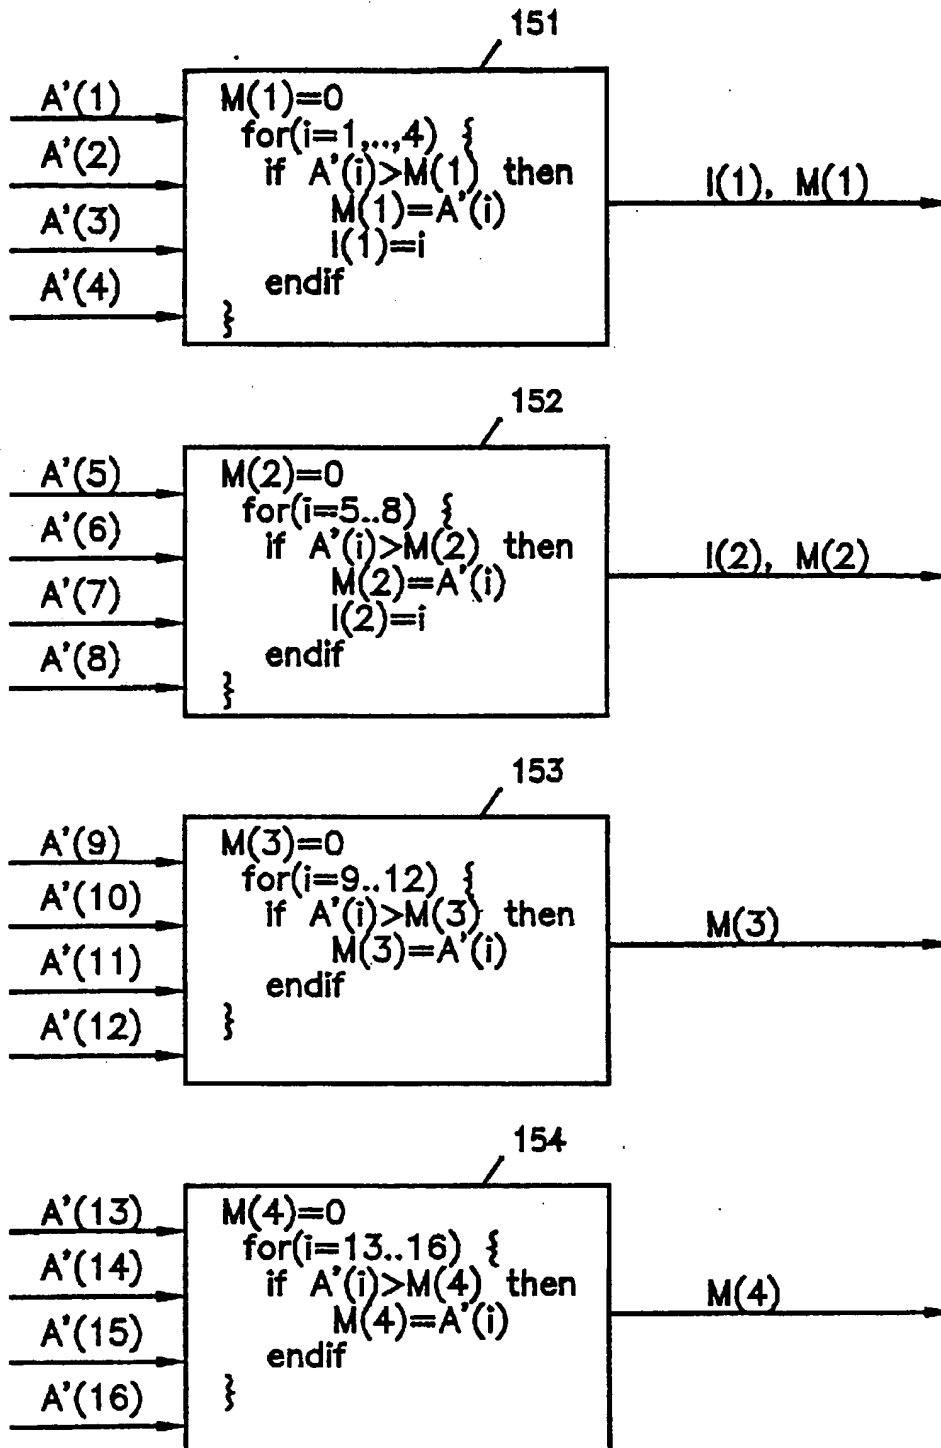 151
A'(1)
A'(2)
A'(3)
A'(4)
M(1)=0
for(i=1,..,4) {
if A'(i)>M(1) then
M(1)=A'(i)
I(1)=i
endif
}
I(1), M(1)
152
A'(5)
A'(6)
A'(7)
A'(8)
M(2)=0
for(i=5..8) {
if A'(i)>M(2) then
M(2)=A'(i)
I(2)=i
endif
}
I(2), M(2)
153
A'(9)
A'(10)
A'(11)
A'(12)
M(3)=0
for(i=9..12) {
if A'(i)>M(3) then
M(3)=A'(i)
endif
}
M(3)
154
A'(13)
A'(14)
A'(15)
A'(16)
M(4)=0
for(i=13..16) {
if A'(i)>M(4) then
M(4)=A'(i)
endif
}
M(4)